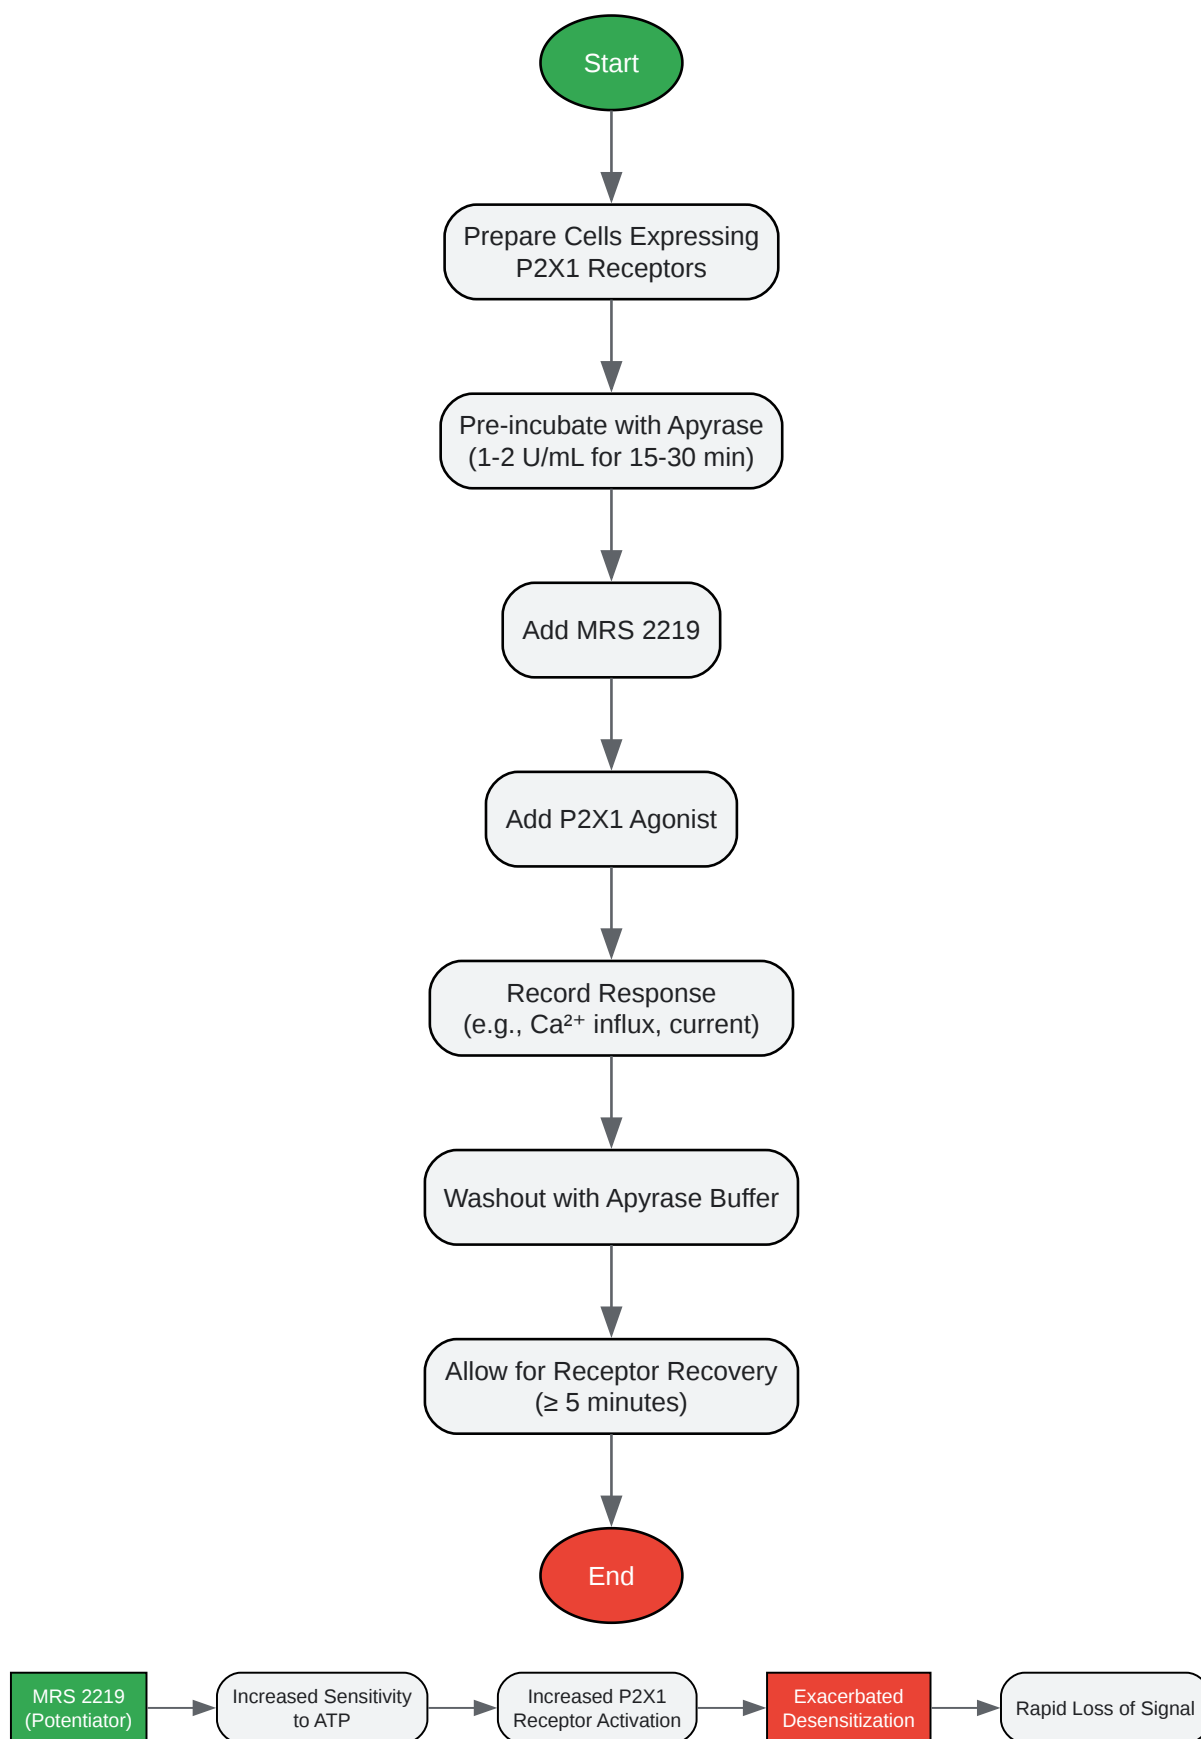 Start
Prepare Cells Expressing
P2X1 Receptors
Pre-incubate with Apyrase
(1-2 U/mL for 15-30 min)
Add MRS 2219
Add P2X1 Agonist
Record Response
(e.g., Ca²⁺ influx, current)
Washout with Apyrase Buffer
Allow for Receptor Recovery
(≥ 5 minutes)
End
MRS 2219
(Potentiator)
Increased Sensitivity
to ATP
Increased P2X1
Receptor Activation
Exacerbated
Desensitization
Rapid Loss of Signal